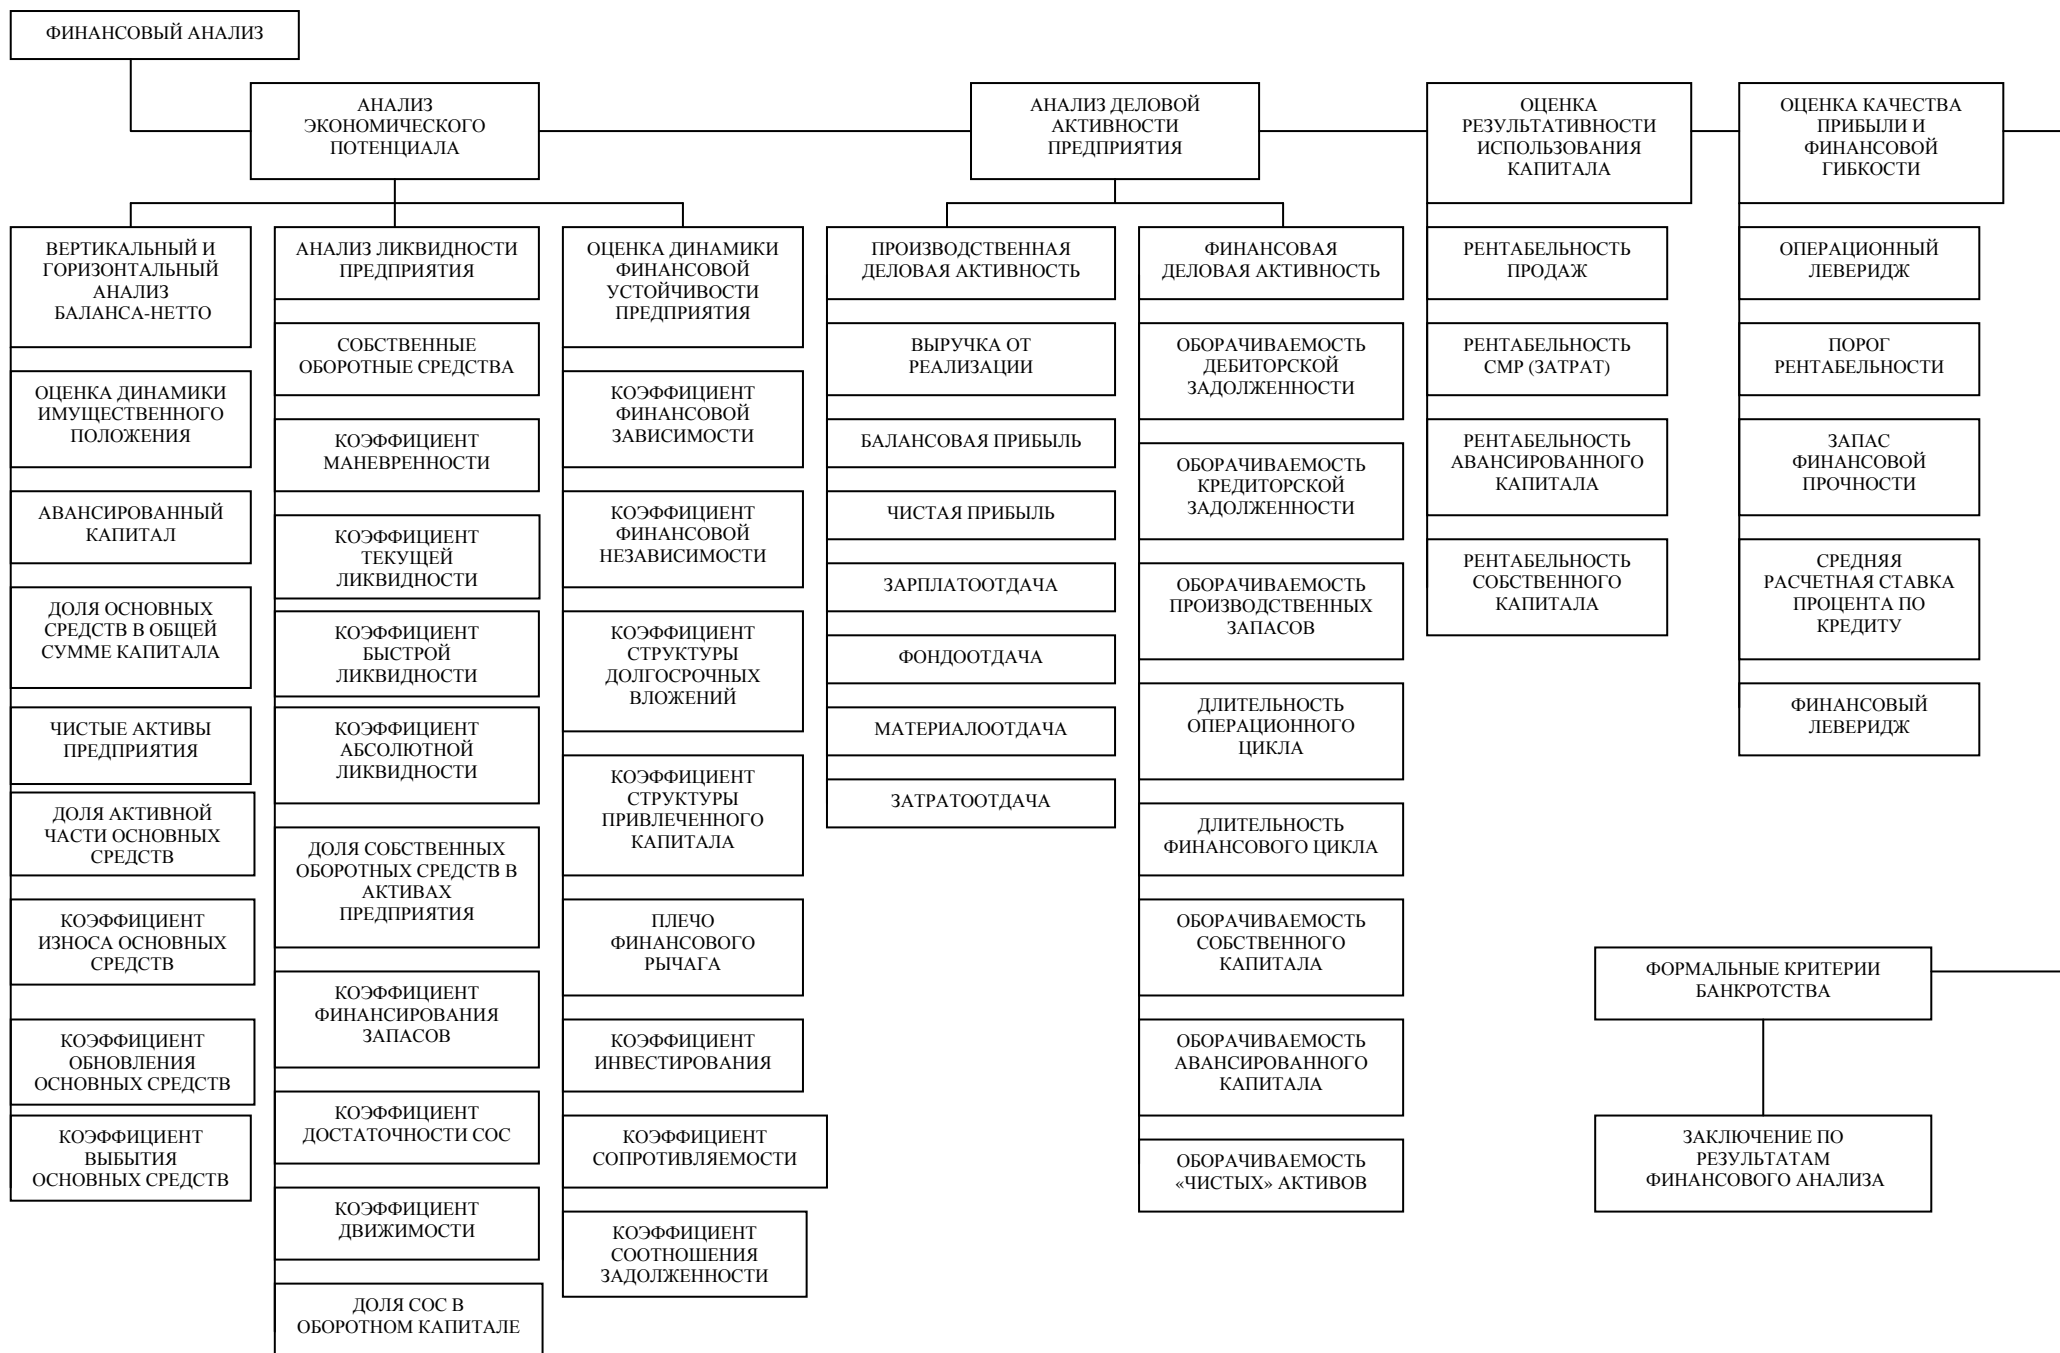 ФИНАНСОВЫЙ АНАЛИЗ
АНАЛИЗ
ЭКОНОМИЧЕСКОГО
ПОТЕНЦИАЛА
АНАЛИЗ ДЕЛОВОЙ
АКТИВНОСТИ
ПРЕДПРИЯТИЯ
ОЦЕНКА
РЕЗУЛЬТАТИВНОСТИ
ИСПОЛЬЗОВАНИЯ
КАПИТАЛА
ОЦЕНКА КАЧЕСТВА
ПРИБЫЛИ И
ФИНАНСОВОЙ
ГИБКОСТИ
ВЕРТИКАЛЬНЫЙ И
ГОРИЗОНТАЛЬНЫЙ
АНАЛИЗ
БАЛАНСА-НЕТТО
ОЦЕНКА ДИНАМИКИ
ИМУЩЕСТВЕННОГО
ПОЛОЖЕНИЯ
АВАНСИРОВАННЫЙ
КАПИТАЛ
ДОЛЯ ОСНОВНЫХ
СРЕДСТВ В ОБЩЕЙ
СУММЕ КАПИТАЛА
ЧИСТЫЕ АКТИВЫ
ПРЕДПРИЯТИЯ
ДОЛЯ АКТИВНОЙ
ЧАСТИ ОСНОВНЫХ
СРЕДСТВ
КОЭФФИЦИЕНТ
ИЗНОСА ОСНОВНЫХ
СРЕДСТВ
КОЭФФИЦИЕНТ
ОБНОВЛЕНИЯ
ОСНОВНЫХ СРЕДСТВ
КОЭФФИЦИЕНТ
ВЫБЫТИЯ
ОСНОВНЫХ СРЕДСТВ
АНАЛИЗ ЛИКВИДНОСТИ
ПРЕДПРИЯТИЯ
СОБСТВЕННЫЕ
ОБОРОТНЫЕ СРЕДСТВА
КОЭФФИЦИЕНТ
МАНЕВРЕННОСТИ
КОЭФФИЦИЕНТ
ТЕКУЩЕЙ
ЛИКВИДНОСТИ
КОЭФФИЦИЕНТ
БЫСТРОЙ
ЛИКВИДНОСТИ
КОЭФФИЦИЕНТ
АБСОЛЮТНОЙ
ЛИКВИДНОСТИ
ДОЛЯ СОБСТВЕННЫХ
ОБОРОТНЫХ СРЕДСТВ В
АКТИВАХ
ПРЕДПРИЯТИЯ
КОЭФФИЦИЕНТ
ФИНАНСИРОВАНИЯ
ЗАПАСОВ
КОЭФФИЦИЕНТ
ДОСТАТОЧНОСТИ СОС
КОЭФФИЦИЕНТ
ДВИЖИМОСТИ
ДОЛЯ СОС В
ОБОРОТНОМ КАПИТАЛЕ
ОЦЕНКА ДИНАМИКИ
ФИНАНСОВОЙ
УСТОЙЧИВОСТИ
ПРЕДПРИЯТИЯ
КОЭФФИЦИЕНТ
ФИНАНСОВОЙ
ЗАВИСИМОСТИ
КОЭФФИЦИЕНТ
ФИНАНСОВОЙ
НЕЗАВИСИМОСТИ
КОЭФФИЦИЕНТ
СТРУКТУРЫ
ДОЛГОСРОЧНЫХ
ВЛОЖЕНИЙ
КОЭФФИЦИЕНТ
СТРУКТУРЫ
ПРИВЛЕЧЕННОГО
КАПИТАЛА
ПЛЕЧО
ФИНАНСОВОГО
РЫЧАГА
КОЭФФИЦИЕНТ
ИНВЕСТИРОВАНИЯ
КОЭФФИЦИЕНТ
СОПРОТИВЛЯЕМОСТИ
КОЭФФИЦИЕНТ
СООТНОШЕНИЯ
ЗАДОЛЖЕННОСТИ
ПРОИЗВОДСТВЕННАЯ
ДЕЛОВАЯ АКТИВНОСТЬ
ВЫРУЧКА ОТ
РЕАЛИЗАЦИИ
БАЛАНСОВАЯ ПРИБЫЛЬ
ЧИСТАЯ ПРИБЫЛЬ
ЗАРПЛАТООТДАЧА
ФОНДООТДАЧА
МАТЕРИАЛООТДАЧА
ЗАТРАТООТДАЧА
ФИНАНСОВАЯ
ДЕЛОВАЯ АКТИВНОСТЬ
ОБОРАЧИВАЕМОСТЬ
ДЕБИТОРСКОЙ
ЗАДОЛЖЕННОСТИ
ОБОРАЧИВАЕМОСТЬ
КРЕДИТОРСКОЙ
ЗАДОЛЖЕННОСТИ
ОБОРАЧИВАЕМОСТЬ
ПРОИЗВОДСТВЕННЫХ
ЗАПАСОВ
ДЛИТЕЛЬНОСТЬ
ОПЕРАЦИОННОГО
ЦИКЛА
ДЛИТЕЛЬНОСТЬ
ФИНАНСОВОГО ЦИКЛА
ОБОРАЧИВАЕМОСТЬ
СОБСТВЕННОГО
КАПИТАЛА
ОБОРАЧИВАЕМОСТЬ
АВАНСИРОВАННОГО
КАПИТАЛА
ОБОРАЧИВАЕМОСТЬ
«ЧИСТЫХ» АКТИВОВ
РЕНТАБЕЛЬНОСТЬ
ПРОДАЖ
РЕНТАБЕЛЬНОСТЬ
СМР (ЗАТРАТ)
РЕНТАБЕЛЬНОСТЬ
АВАНСИРОВАННОГО
КАПИТАЛА
РЕНТАБЕЛЬНОСТЬ
СОБСТВЕННОГО
КАПИТАЛА
ОПЕРАЦИОННЫЙ
ЛЕВЕРИДЖ
ПОРОГ
РЕНТАБЕЛЬНОСТИ
ЗАПАС
ФИНАНСОВОЙ
ПРОЧНОСТИ
СРЕДНЯЯ
РАСЧЕТНАЯ СТАВКА
ПРОЦЕНТА ПО
КРЕДИТУ
ФИНАНСОВЫЙ
ЛЕВЕРИДЖ
ФОРМАЛЬНЫЕ КРИТЕРИИ
БАНКРОТСТВА
ЗАКЛЮЧЕНИЕ ПО
РЕЗУЛЬТАТАМ
ФИНАНСОВОГО АНАЛИЗА